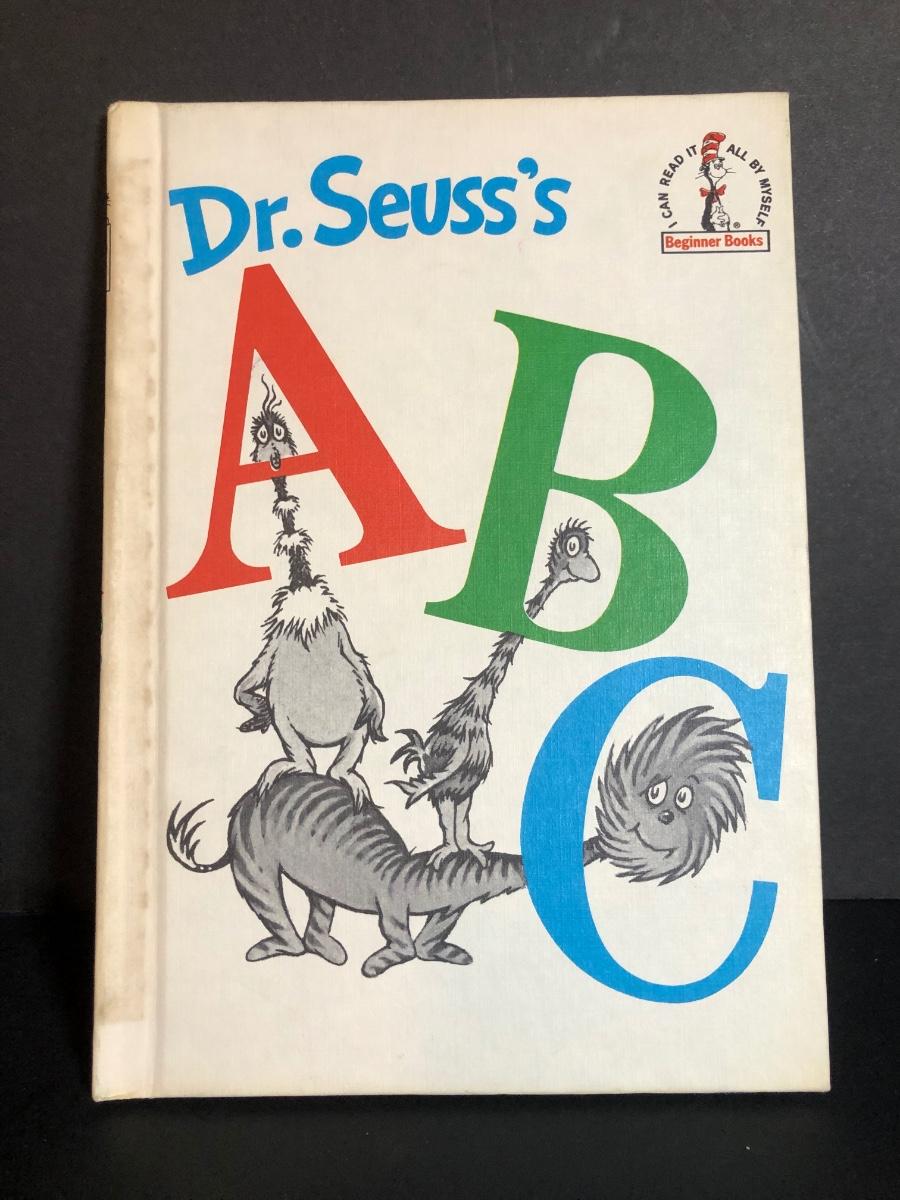 Dr. Seuss's
I CAN READ IT ALL BY MYSELF
®
Beginner Books
A
B
C